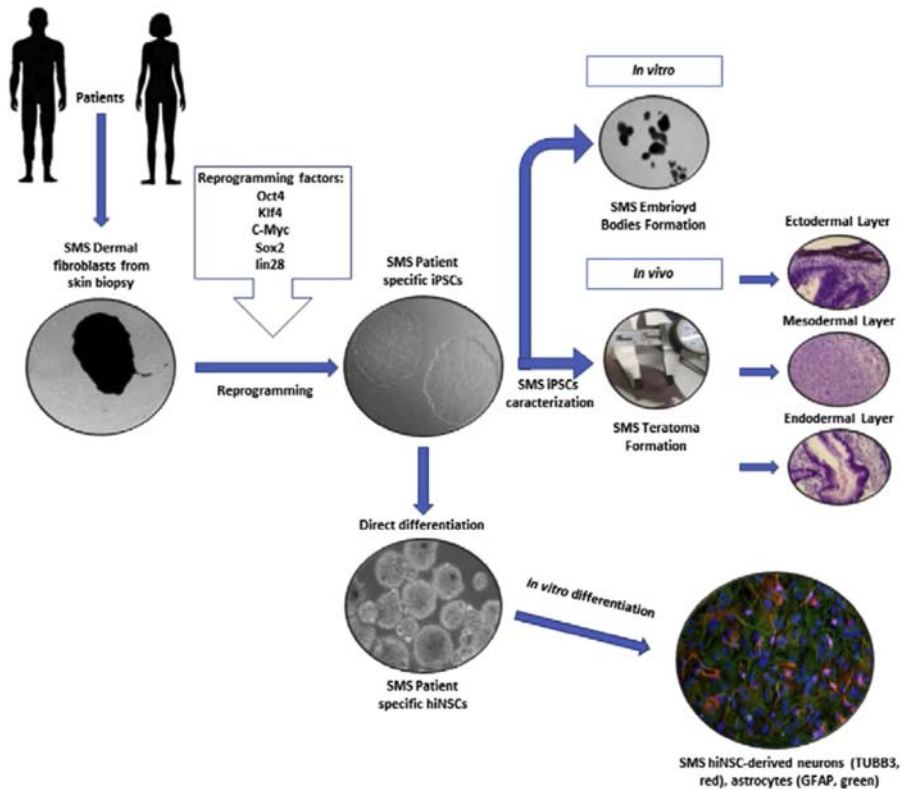 Patients
Reprogramming factors:
Oct4
Klf4
C-Myc
Sox2
lin28
SMS Dermal
fibroblasts from
skin biopsy
Reprogramming
SMS Patient
specific iPSCs
In vitro
SMS Embrioyd
Bodies Formation
In vivo
SMS iPSCs
caracterization
SMS Teratoma
Formation
Ectodermal Layer
Mesodermal Layer
Endodermal Layer
Direct differentiation
SMS Patient
specific hiNSCs
In vitro differentiation
SMS hiNSC-derived neurons (TUBB3,
red), astrocytes (GFAP, green)